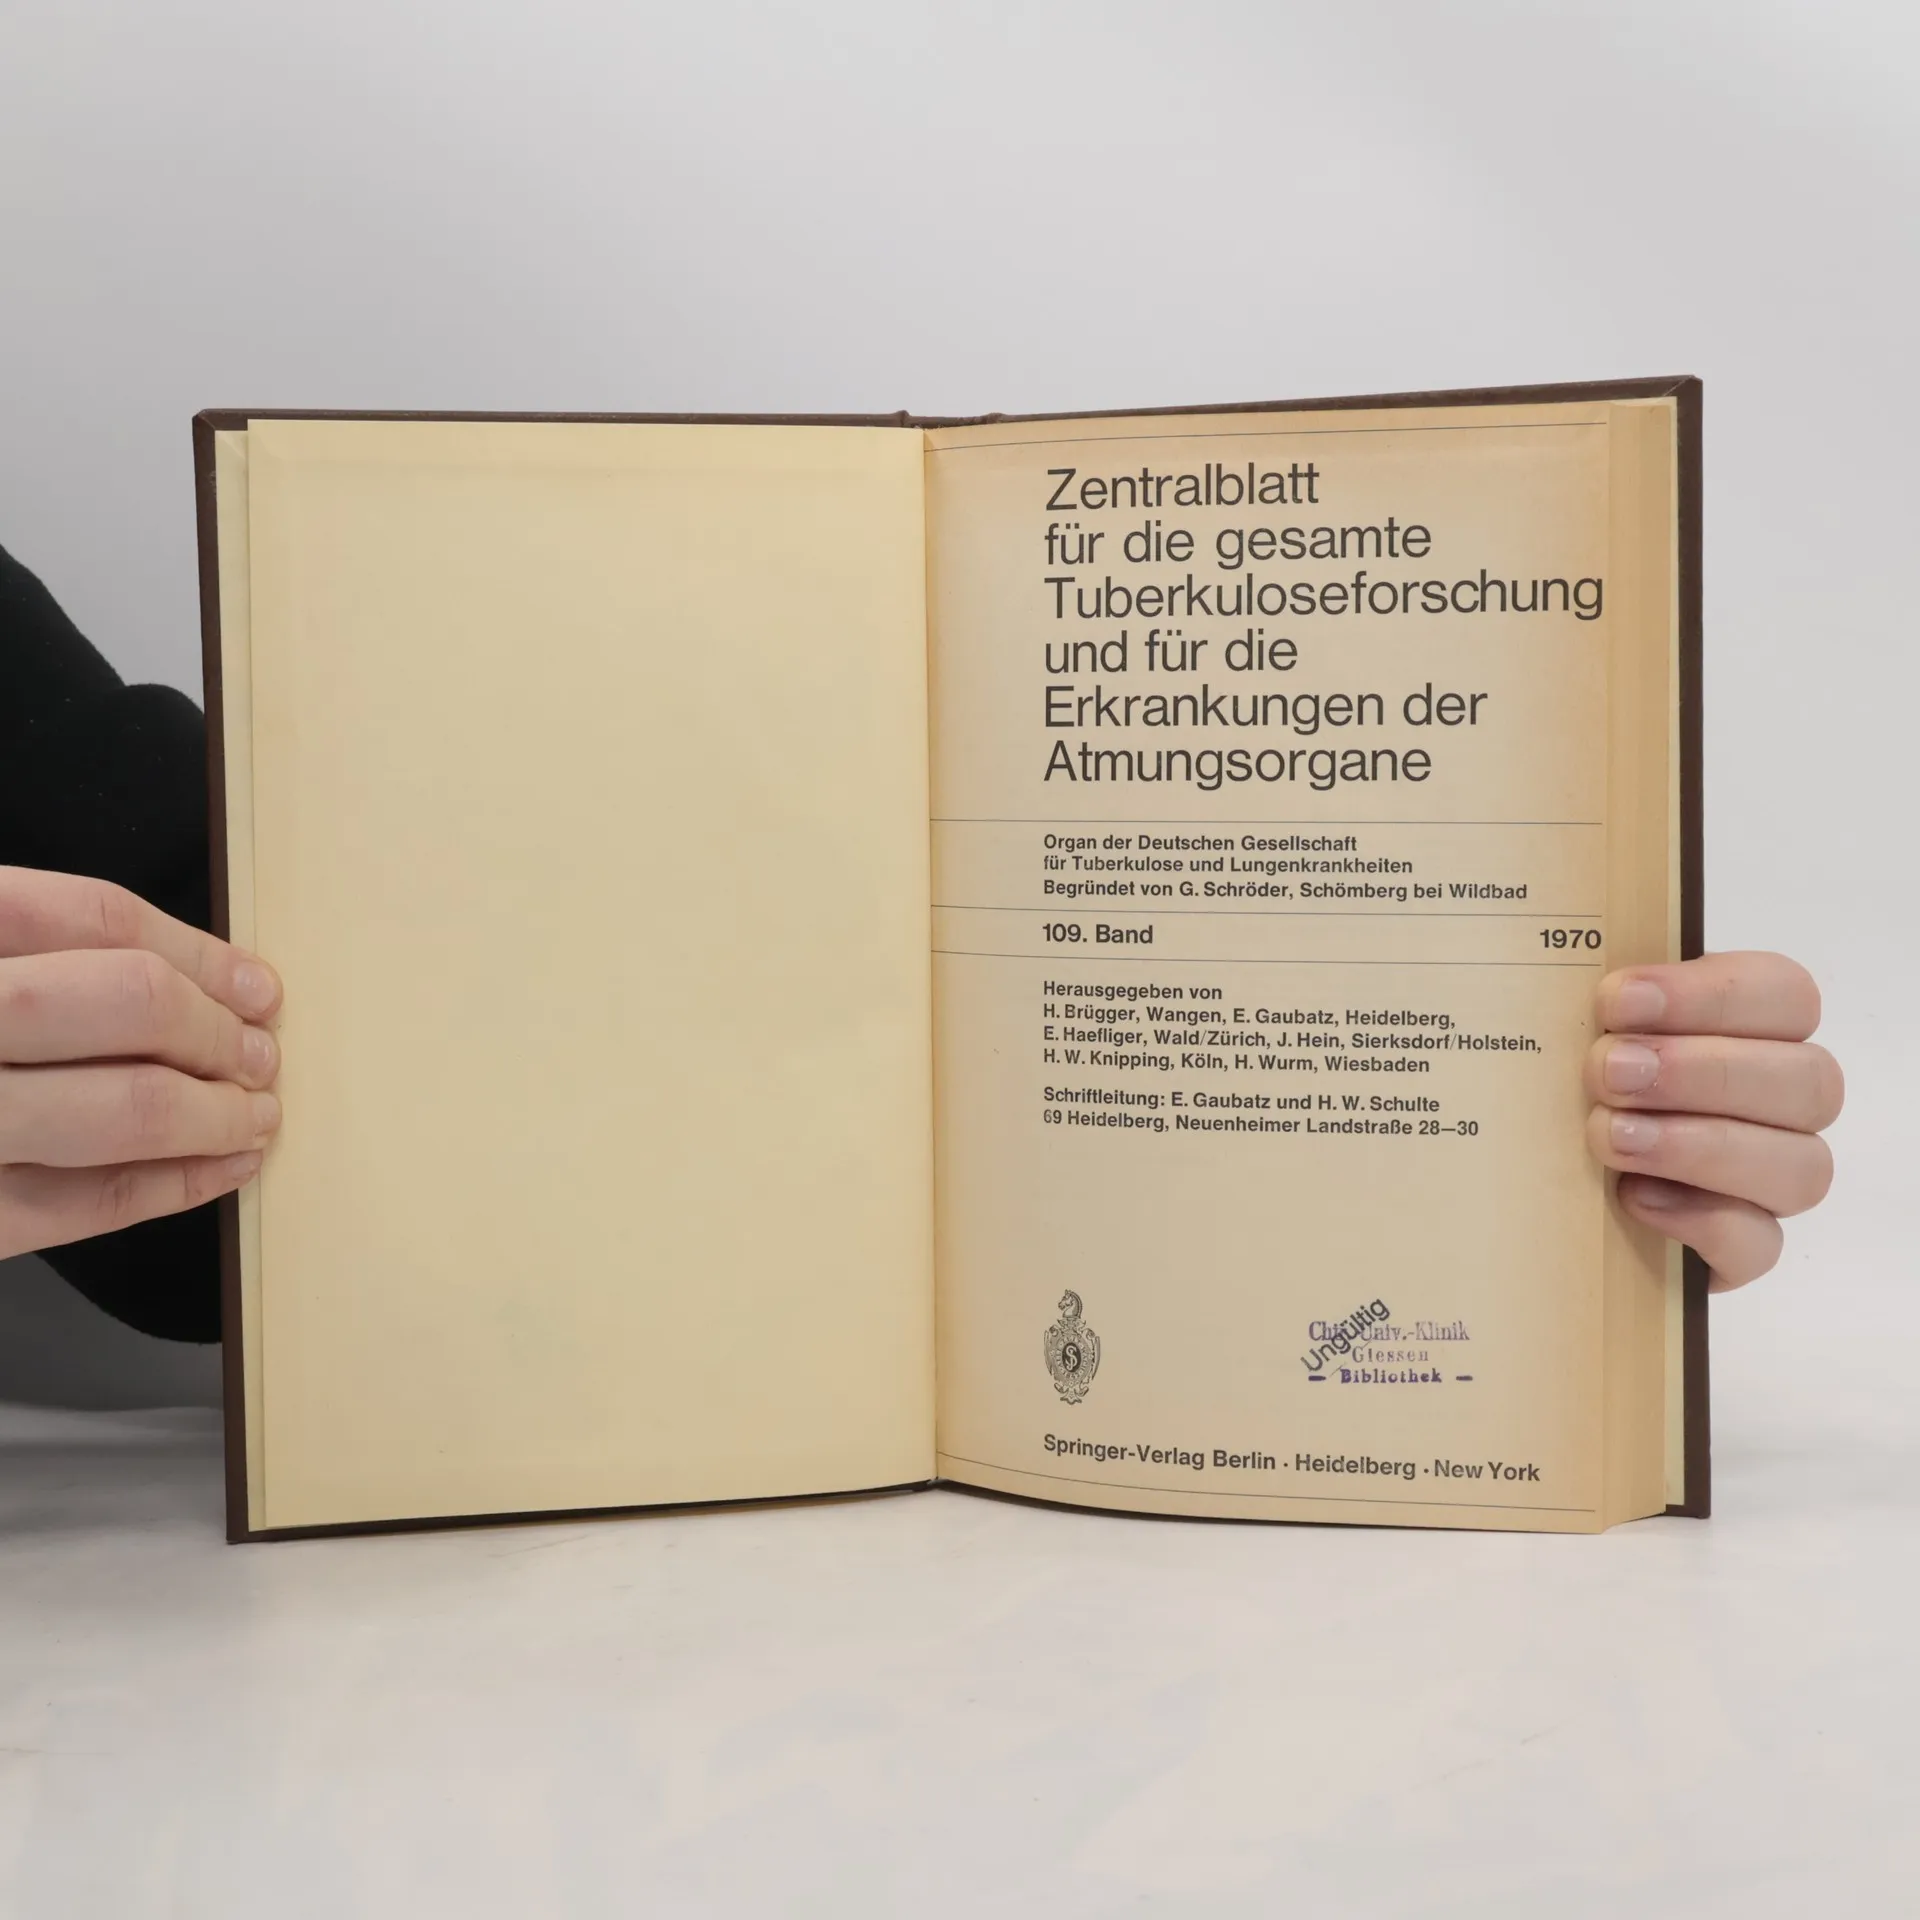 Zentralblatt
für die gesamte
Tuberkuloseforschung
und für die
Erkrankungen der
Atmungsorgane
Organ der Deutschen Gesellschaft
für Tuberkulose und Lungenkrankheiten
Begründet von G. Schröder, Schömberg bei Wildbad
109. Band 1970
Herausgegeben von
H. Brügger, Wangen, E. Gaubatz, Heidelberg,
E. Haefliger, Wald/Zürich, J. Hein, Sierksdorf/Holstein,
H. W. Knipping, Köln, H. Wurm, Wiesbaden
Schriftleitung: E. Gaubatz und H. W. Schulte
69 Heidelberg, Neuenheimer Landstraße 28—30
S
Ungültig
Chir. Univ.-Klinik
Giessen
— Bibliothek —
Springer-Verlag Berlin · Heidelberg · New York